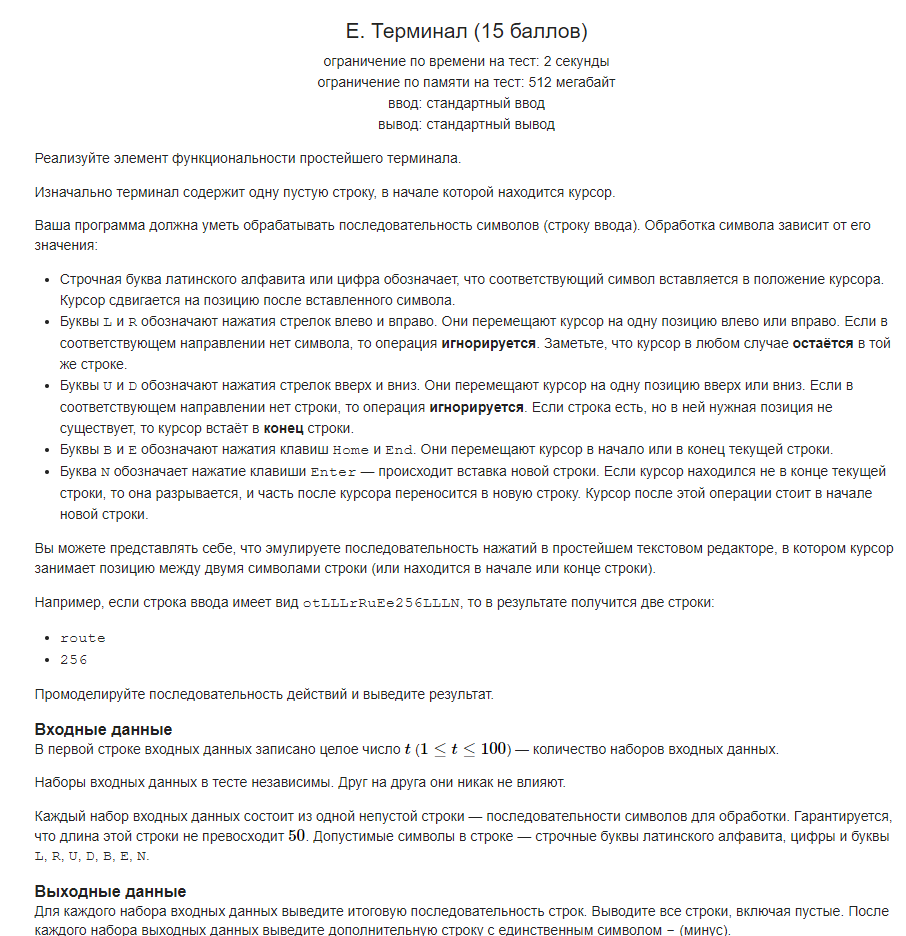 E. Терминал (15 баллов)
ограничение по времени на тест: 2 секунды
ограничение по памяти на тест: 512 мегабайт
ввод: стандартный ввод
вывод: стандартный вывод
Реализуйте элемент функциональности простейшего терминала.
Изначально терминал содержит одну пустую строку, в начале которой находится курсор.
Ваша программа должна уметь обрабатывать последовательность символов (строку ввода). Обработка символа зависит от его
значения:
• Строчная буква латинского алфавита или цифра обозначает, что соответствующий символ вставляется в положение курсора.
Курсор сдвигается на позицию после вставленного символа.
• Буквы L и R обозначают нажатия стрелок влево и вправо. Они перемещают курсор на одну позицию влево или вправо. Если в
соответствующем направлении нет символа, то операция игнорируется. Заметьте, что курсор в любом случае остаётся в той
же строке.
• Буквы U и D обозначают нажатия стрелок вверх и вниз. Они перемещают курсор на одну позицию вверх или вниз. Если в
соответствующем направлении нет строки, то операция игнорируется. Если строка есть, но в ней нужная позиция не
существует, то курсор встаёт в конец строки.
• Буквы B и E обозначают нажатия клавиш Home и End. Они перемещают курсор в начало или в конец текущей строки.
• Буква N обозначает нажатие клавиши Enter — происходит вставка новой строки. Если курсор находился не в конце текущей
строки, то она разрывается, и часть после курсора переносится в новую строку. Курсор после этой операции стоит в начале
новой строки.
Вы можете представлять себе, что эмулируете последовательность нажатий в простейшем текстовом редакторе, в котором курсор
занимает позицию между двумя символами строки (или находится в начале или конце строки).
Например, если строка ввода имеет вид otLLLrRuEe256LLLN, то в результате получится две строки:
• route
• 256
Промоделируйте последовательность действий и выведите результат.
Входные данные
В первой строке входных данных записано целое число t (1 ≤ t ≤ 100) — количество наборов входных данных.
Наборы входных данных в тесте независимы. Друг на друга они никак не влияют.
Каждый набор входных данных состоит из одной непустой строки — последовательности символов для обработки. Гарантируется,
что длина этой строки не превосходит 50. Допустимые символы в строке — строчные буквы латинского алфавита, цифры и буквы
L, R, U, D, B, E, N.
Выходные данные
Для каждого набора входных данных выведите итоговую последовательность строк. Выводите все строки, включая пустые. После
каждого набора выходных данных выведите дополнительную строку с единственным символом - (минус).